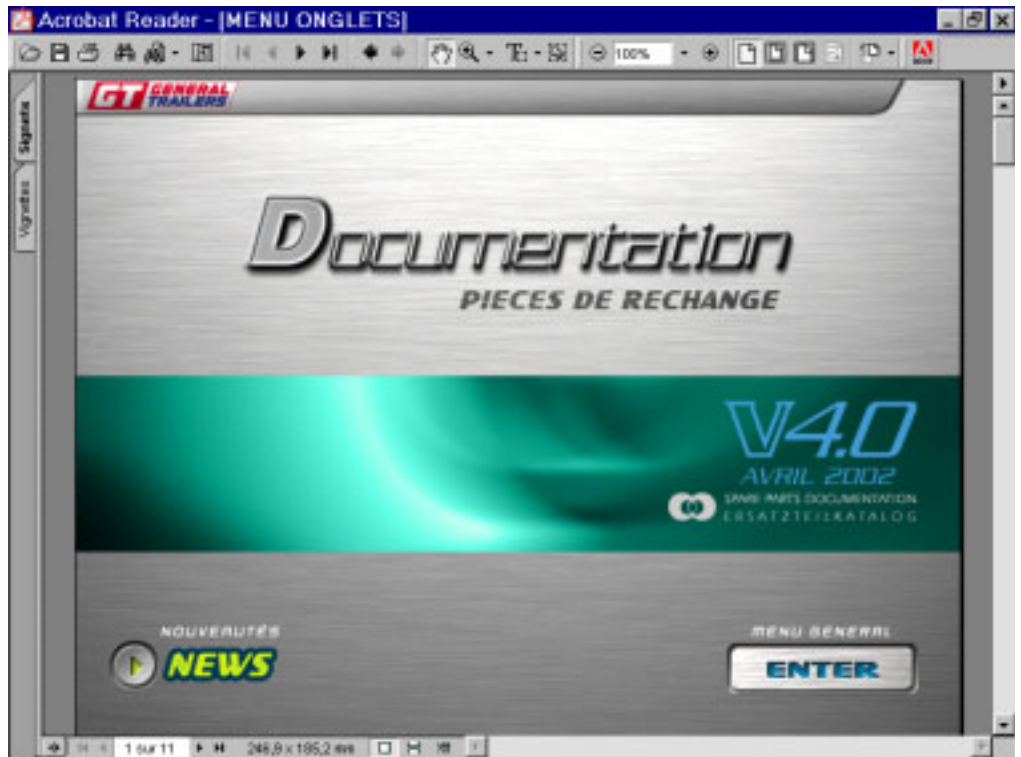 Acrobat Reader - [MENU ONGLETS]
100%
Signets
Vignettes
GT GENERAL TRAILERS
Documentation
PIECES DE RECHANGE
V4.0
AVRIL 2002
SPARE PARTS DOCUMENTATION
ERSATZTEILKATALOG
NOUVEAUTÉS
NEWS
MENU GENERAL
ENTER
1 sur 11
246,9 x 185,2 mm